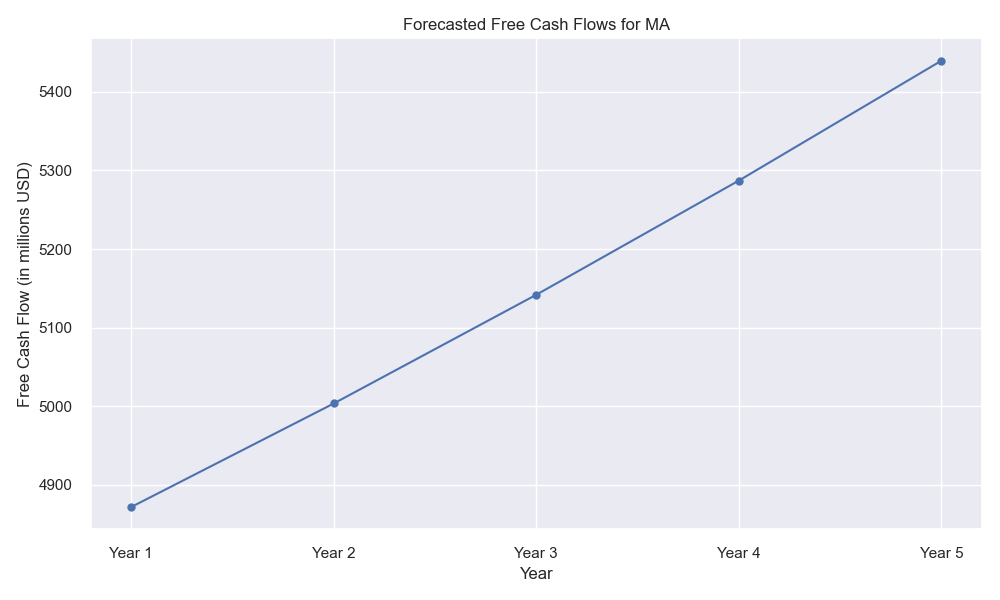 Forecasted Free Cash Flows for MA
Free Cash Flow (in millions USD)
5400
5300
5200
5100
5000
4900
Year 1 Year 2 Year 3 Year 4 Year 5
Year